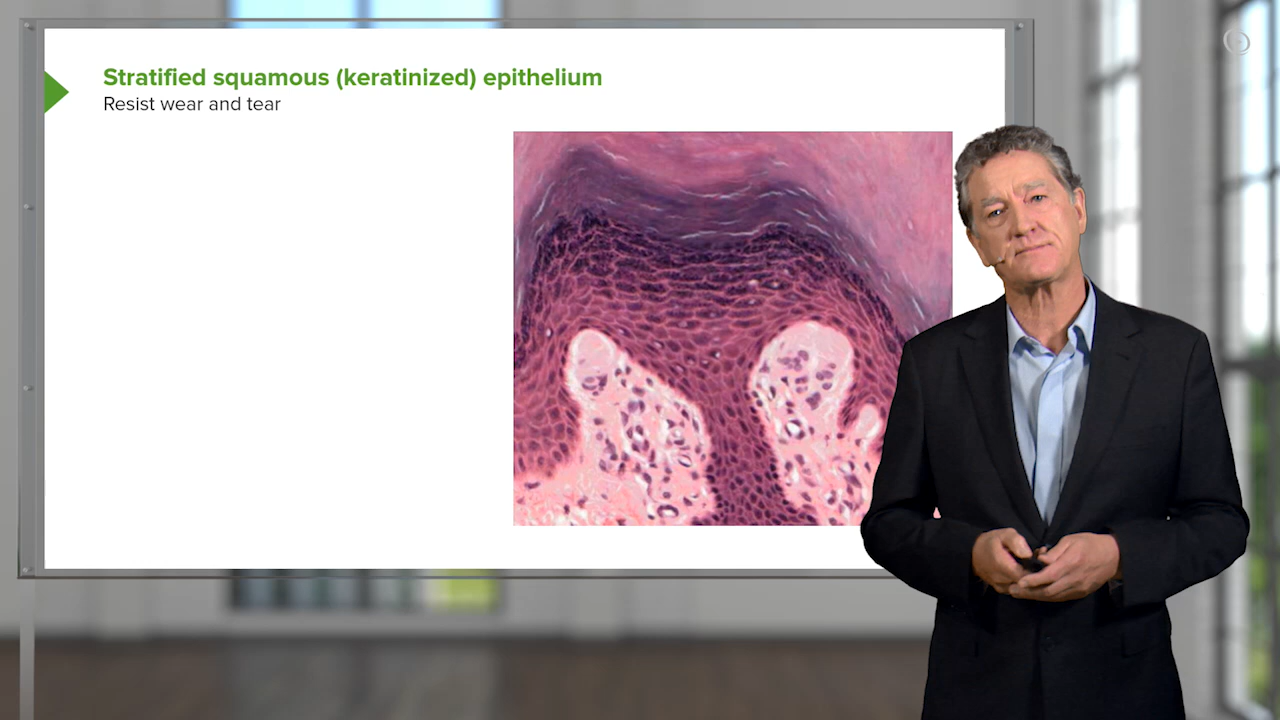 Stratified squamous (keratinized) epithelium
Resist wear and tear